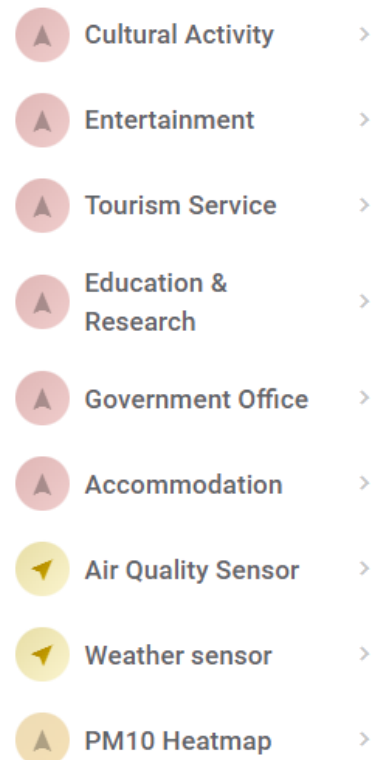 Cultural Activity
Entertainment
Tourism Service
Education &
Research
Government Office
Accommodation
Air Quality Sensor
Weather sensor
PM10 Heatmap